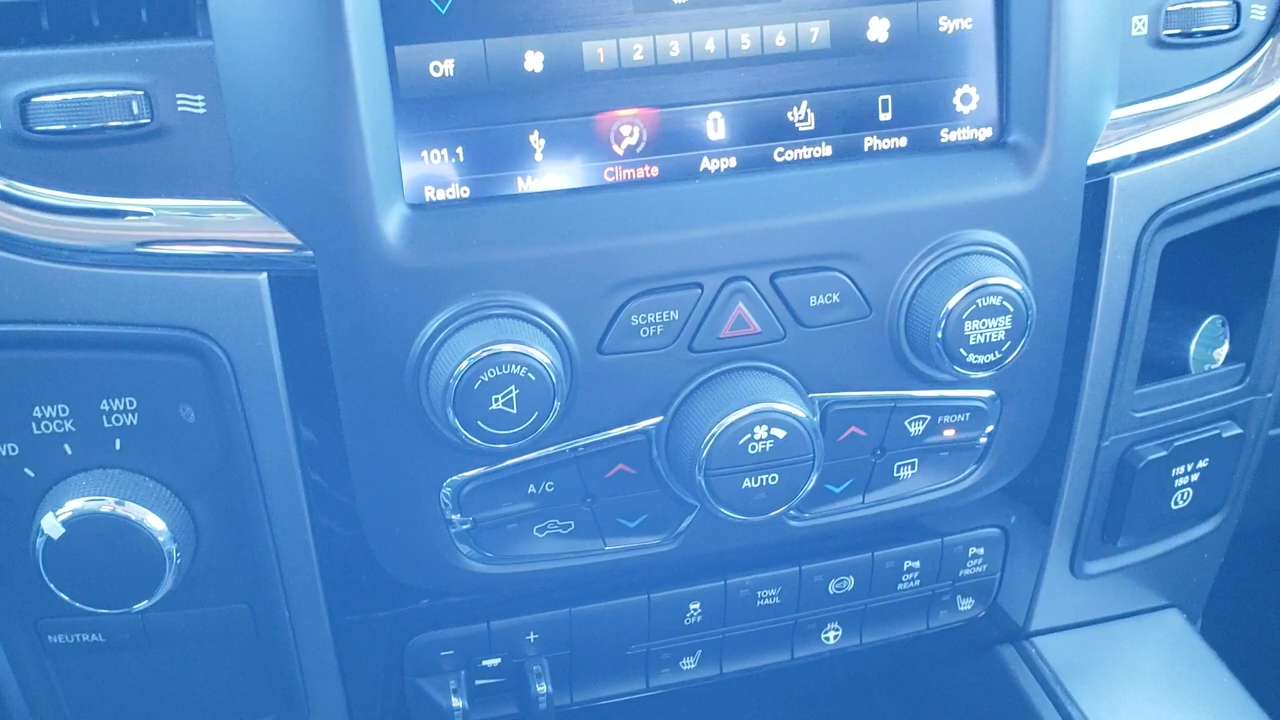 Off
1 2 3 4 5 6 7
Sync
101.1
Radio
Climate
Apps
Controls
Phone
Settings
SCREEN
OFF
BACK
VOLUME
TUNE
BROWSE
ENTER
SCROLL
4WD
LOCK
4WD
LOW
WD
OFF
AUTO
A/C
FRONT
115 V AC
150 W
NEUTRAL
− +
OFF
TOW/
HAUL
P
OFF
REAR
P
OFF
FRONT